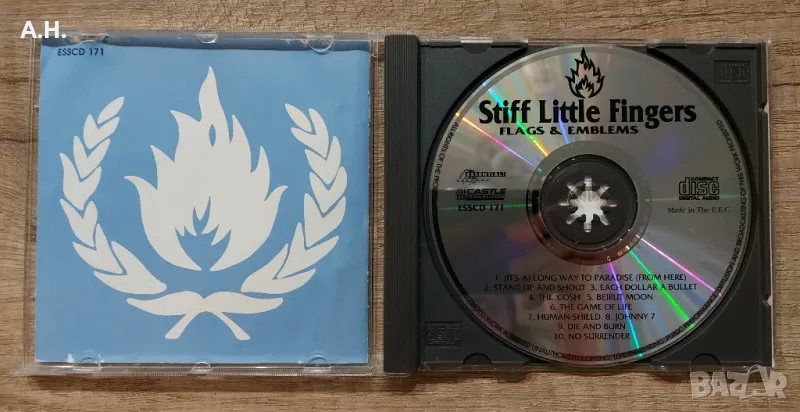 A.H.
ESSCD 171
Stiff Little Fingers
FLAGS & EMBLEMS
ESSENTIAL!
CASTLE
ESSCD 171
COMPACT
disc
DIGITAL AUDIO
Made in The E.E.C.
1. (IT'S A) LONG WAY TO PARADISE (FROM HERE)
2. STAND UP AND SHOUT 3. EACH DOLLAR A BULLET
4. THE COSH 5. BEIRUT MOON
6. THE GAME OF LIFE
7. HUMAN SHIELD 8. JOHNNY 7
9. DIE AND BURN
10. NO SURRENDER
BAZAR